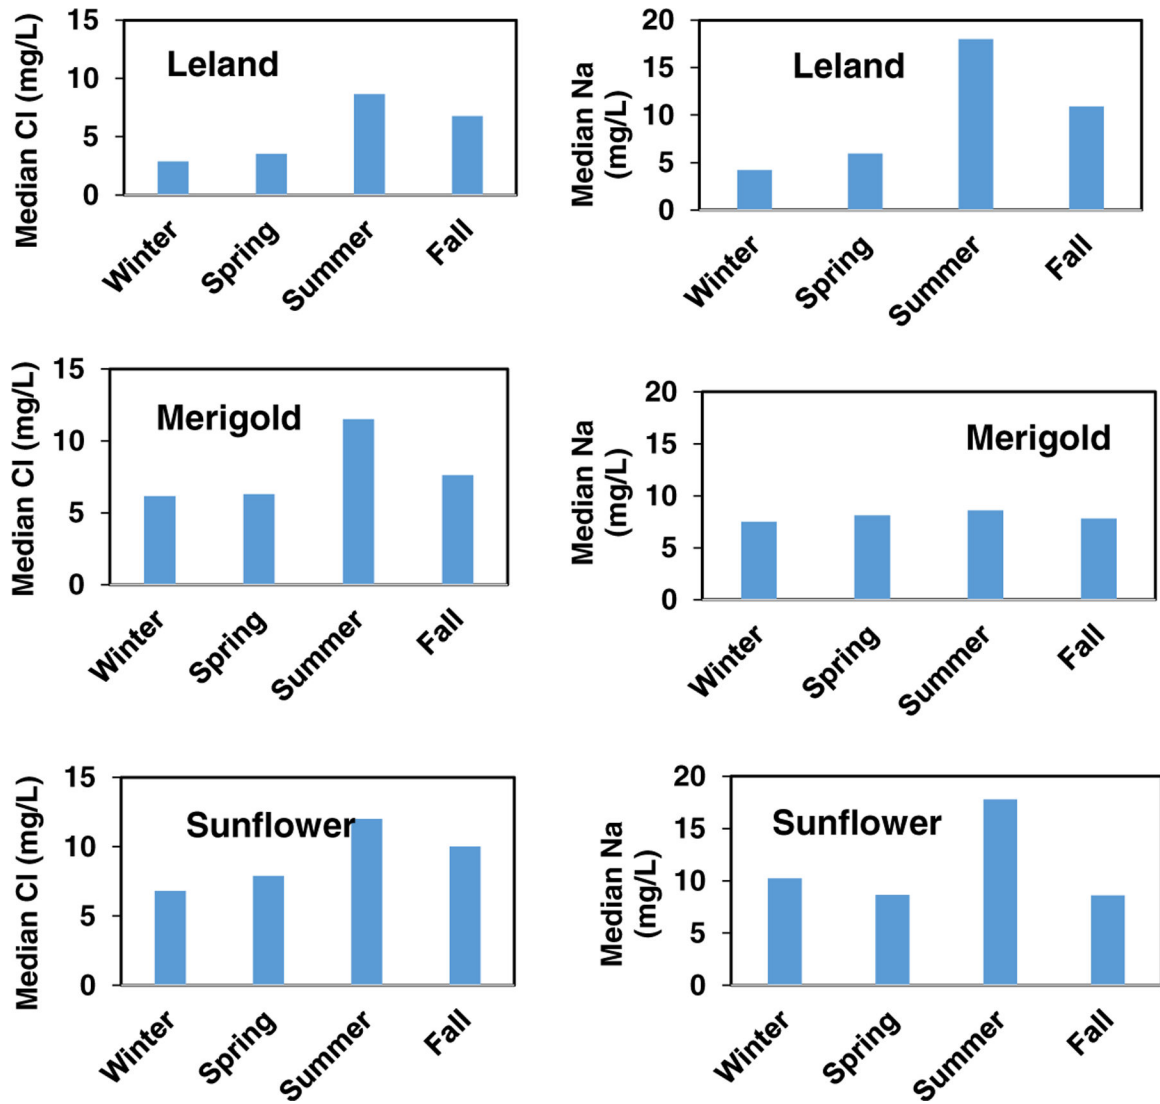 Median Cl (mg/L)
15
10
5
0
Leland
Winter
Spring
Summer
Fall
Median Na
(mg/L)
20
15
10
5
0
Leland
Winter
Spring
Summer
Fall
Median Cl (mg/L)
15
10
5
0
Merigold
Winter
Spring
Summer
Fall
Median Na
(mg/L)
20
15
10
5
0
Merigold
Winter
Spring
Summer
Fall
Median Cl (mg/L)
15
10
5
0
Sunflower
Winter
Spring
Summer
Fall
Median Na
(mg/L)
20
15
10
5
0
Sunflower
Winter
Spring
Summer
Fall